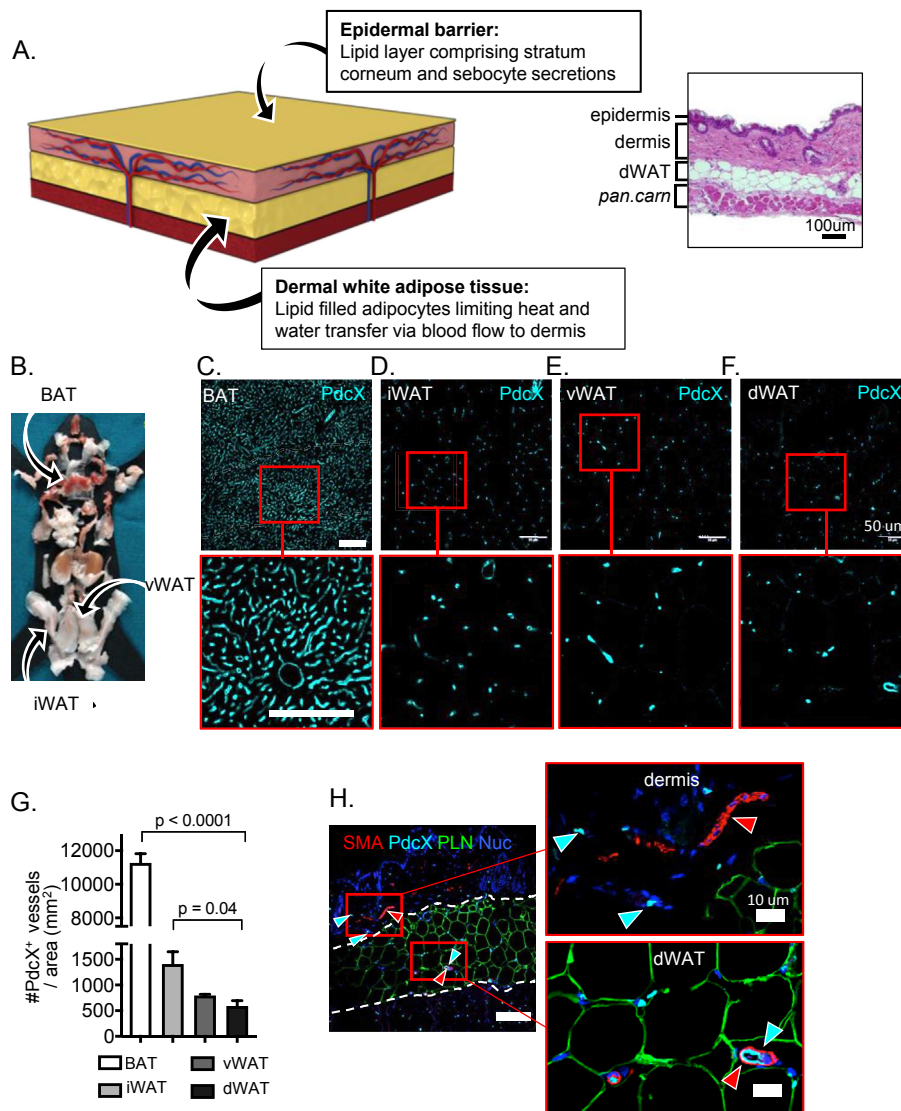 A.
Epidermal barrier:
Lipid layer comprising stratum
corneum and sebocyte secretions
epidermis
dermis
dWAT
pan.carn
100um
Dermal white adipose tissue:
Lipid filled adipocytes limiting heat and
water transfer via blood flow to dermis
B.
BAT
vWAT
iWAT
C.
BAT
PdcX
D.
iWAT
PdcX
E.
vWAT
PdcX
F.
dWAT
PdcX
50 um
G.
p < 0.0001
p = 0.04
#PdcX+ vessels
/ area (mm2)
12000
10000
8000
1500
1000
500
0
BAT
vWAT
iWAT
dWAT
H.
SMA PdcX PLN Nuc
dermis
10 um
dWAT